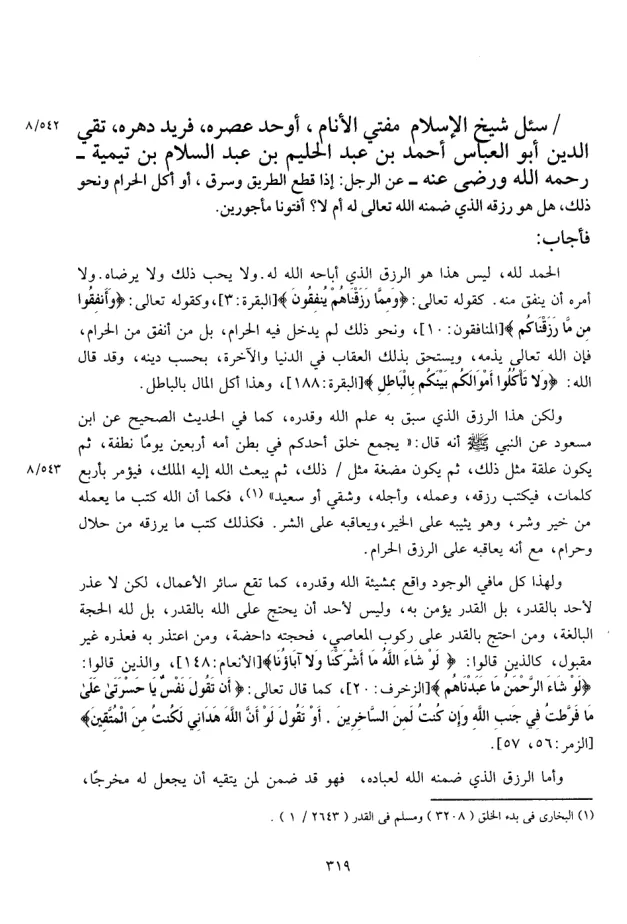 / سئل شيخ الإسلام مفتي الأنام، أوحد عصره، فريد دهره، تقي ٨/٥٤٢
الدين أبو العباس أحمد بن عبد الحليم بن عبد السلام بن تيمية ـ
رحمه الله ورضى عنه ـ عن الرجل: إذا قطع الطريق وسرق، أو أكل الحرام ونحو
ذلك، هل هو رزقه الذي ضمنه الله تعالى له أم لا؟ أفتونا مأجورين.
فأجاب:
الحمد لله، ليس هذا هو الرزق الذي أباحه الله له. ولا يحب ذلك ولا يرضاه. ولا
أمره أن ينفق منه. كقوله تعالى: ﴿وَمِمَّا رَزَقْنَاهُمْ يُنفِقُونَ﴾[البقرة:٣]، وكقوله تعالى: ﴿وَأَنفِقُوا
مِن مَّا رَزَقْنَاكُم﴾[المنافقون: ١٠]، ونحو ذلك لم يدخل فيه الحرام، بل من أنفق من الحرام،
فإن الله تعالى يذمه، ويستحق بذلك العقاب في الدنيا والآخرة، بحسب دينه، وقد قال
الله: ﴿وَلا تَأْكُلُوا أَمْوَالَكُم بَيْنَكُم بِالْبَاطِلِ﴾[البقرة:١٨٨]، وهذا أكل المال بالباطل.
ولكن هذا الرزق الذي سبق به علم الله وقدره، كما في الحديث الصحيح عن ابن
مسعود عن النبي ﷺ أنه قال: «يجمع خلق أحدكم في بطن أمه أربعين يومًا نطفة، ثم
يكون علقة مثل ذلك، ثم يكون مضغة مثل / ذلك، ثم يبعث الله إليه الملك، فيؤمر بأربع ٨/٥٤٣
كلمات، فيكتب رزقه، وعمله، وأجله، وشقي أو سعيد» (١)، فكما أن الله كتب ما يعمله
من خير وشر، وهو يثيبه على الخير، ويعاقبه على الشر. فكذلك كتب ما يرزقه من حلال
وحرام، مع أنه يعاقبه على الرزق الحرام.
ولهذا كل مافي الوجود واقع بمشيئة الله وقدره، كما تقع سائر الأعمال، لكن لا عذر
لأحد بالقدر، بل القدر يؤمن به، وليس لأحد أن يحتج على الله بالقدر، بل لله الحجة
البالغة، ومن احتج بالقدر على ركوب المعاصي، فحجته داحضة، ومن اعتذر به فعذره غير
مقبول، كالذين قالوا: ﴿لَوْ شَاءَ اللَّهُ مَا أَشْرَكْنَا وَلا آبَاؤُنَا﴾[الأنعام:١٤٨]، والذين قالوا:
﴿لَوْ شَاءَ الرَّحْمَنُ مَا عَبَدْنَاهُم﴾[الزخرف: ٢٠]، كما قال تعالى: ﴿أَن تَقُولَ نَفْسٌ يَا حَسْرَتَىٰ عَلَىٰ
مَا فَرَّطتُ فِي جَنبِ اللَّهِ وَإِن كُنتُ لَمِنَ السَّاخِرِينَ . أَوْ تَقُولَ لَوْ أَنَّ اللَّهَ هَدَانِي لَكُنتُ مِنَ الْمُتَّقِينَ﴾
[الزمر:٥٦، ٥٧].
وأما الرزق الذي ضمنه الله لعباده، فهو قد ضمن لمن يتقيه أن يجعل له مخرجًا،
(١) البخارى فى بدء الخلق (٣٢٠٨) ومسلم فى القدر (٢٦٤٣ / ١) .
٣١٩